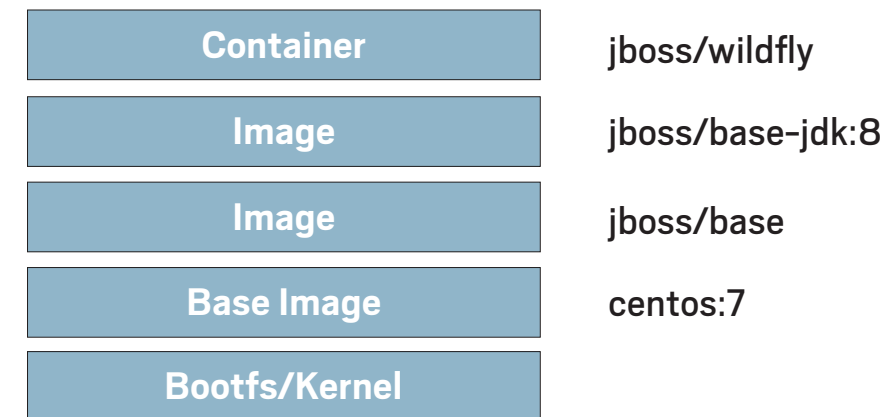 Container jboss/wildfly
Image jboss/base-jdk:8
Image jboss/base
Base Image centos:7
Bootfs/Kernel